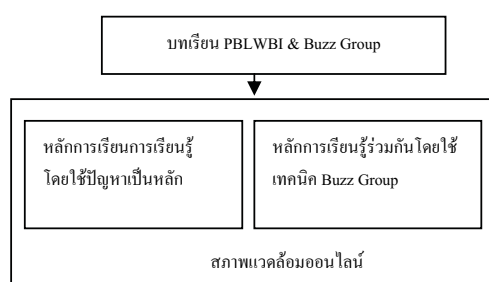 บทเรียน PBLWBI & Buzz Group
หลักการเรียนการเรียนรู้
โดยใช้ปัญหาเป็นหลัก
หลักการเรียนรู้ร่วมกันโดยใช้
เทคนิค Buzz Group
สภาพแวดล้อมออนไลน์